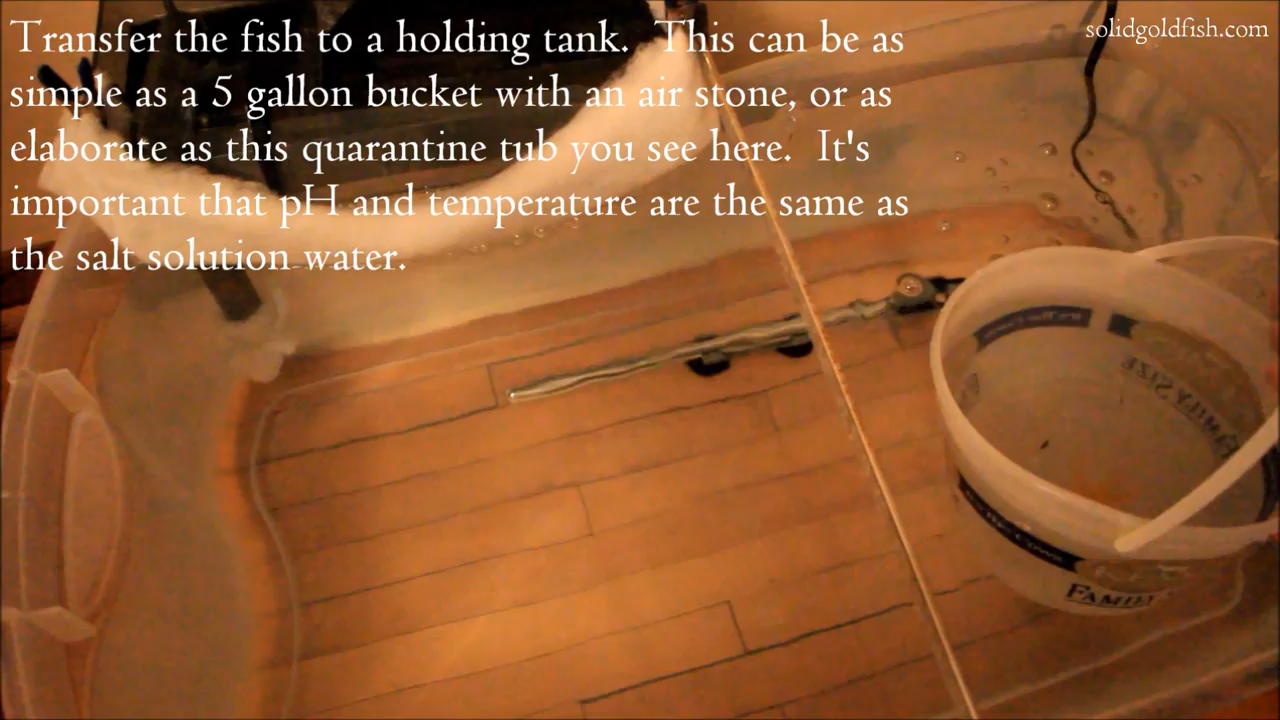 Transfer the fish to a holding tank.  This can be as
simple as a 5 gallon bucket with an air stone, or as
elaborate as this quarantine tub you see here.  It's
important that pH and temperature are the same as
the salt solution water.
solidgoldfish.com
FAMILY SIZE
FAMILY